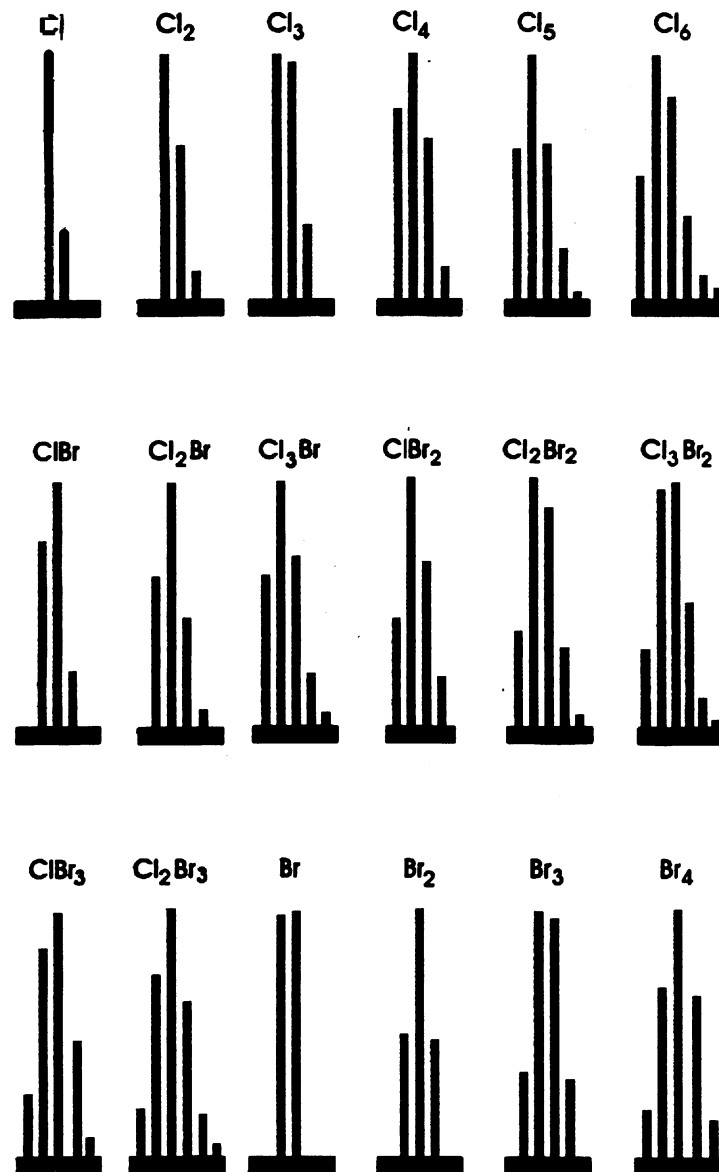 Cl Cl₂ Cl₃ Cl₄ Cl₅ Cl₆
ClBr Cl₂Br Cl₃Br ClBr₂ Cl₂Br₂ Cl₃Br₂
ClBr₃ Cl₂Br₃ Br Br₂ Br₃ Br₄